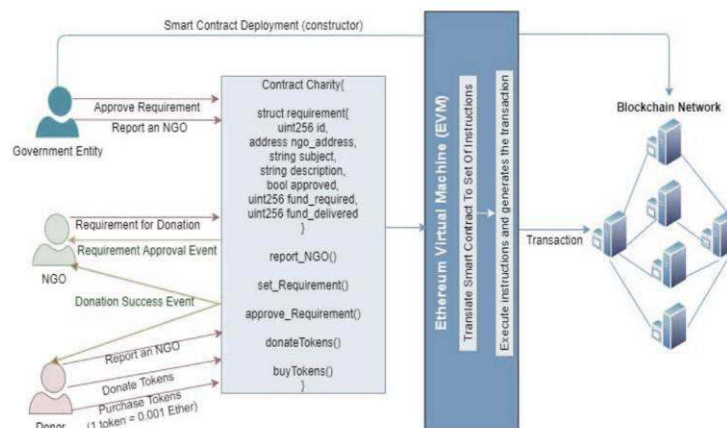 Smart Contract Deployment (constructor)
Approve Requirement
Report an NGO
Government Entity
Requirement for Donation
Requirement Approval Event
NGO
Donation Success Event
Report an NGO
Donate Tokens
Purchase Tokens
(1 token = 0.001 Ether)
Donor
Contract Charity{
struct requirement{
uint256 id,
address ngo_address,
string subject,
string description,
bool approved,
uint256 fund_required,
uint256 fund_delivered
}
report_NGO()
set_Requirement()
approve_Requirement()
donateTokens()
buyTokens()
}
Ethereum Virtual Machine (EVM)
Translate Smart Contract To Set Of Instructions
Execute instructions and generates the transaction
Transaction
Blockchain Network